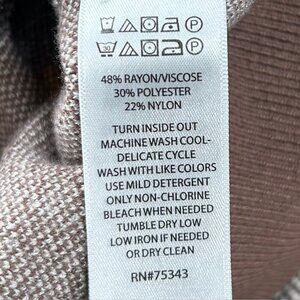 48% RAYON/VISCOSE
30% POLYESTER
22% NYLON
TURN INSIDE OUT
MACHINE WASH COOL-
DELICATE CYCLE
WASH WITH LIKE COLORS
USE MILD DETERGENT
ONLY NON-CHLORINE
BLEACH WHEN NEEDED
TUMBLE DRY LOW
LOW IRON IF NEEDED
OR DRY CLEAN
RN#75343